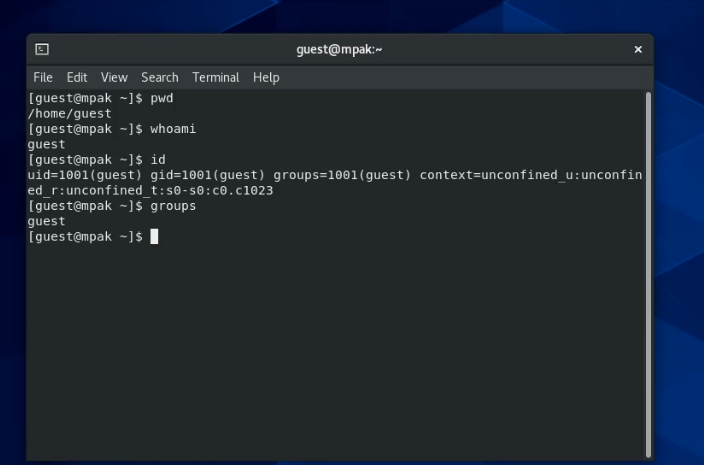 guest@mpak:~
File Edit View Search Terminal Help
[guest@mpak ~]$ pwd
/home/guest
[guest@mpak ~]$ whoami
guest
[guest@mpak ~]$ id
uid=1001(guest) gid=1001(guest) groups=1001(guest) context=unconfined_u:unconfin
ed_r:unconfined_t:s0-s0:c0.c1023
[guest@mpak ~]$ groups
guest
[guest@mpak ~]$